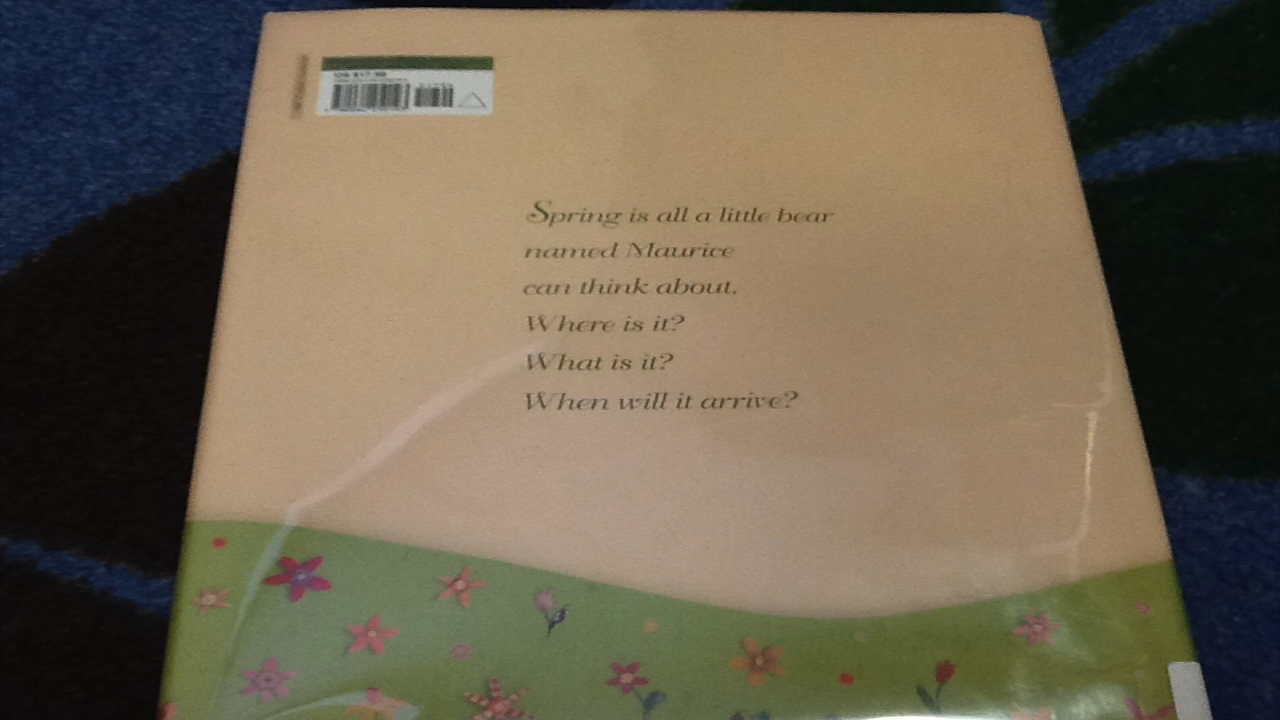 Spring is all a little bear
named Maurice
can think about.
Where is it?
What is it?
When will it arrive?